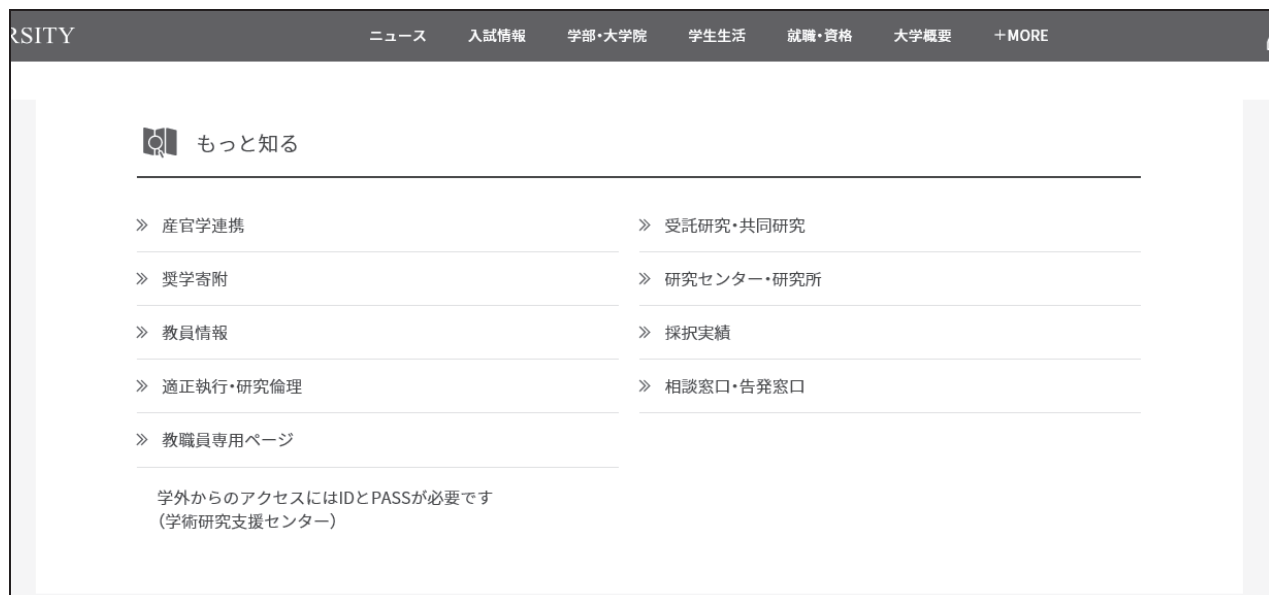 RSITY ニュース 入試情報 学部・大学院 学生生活 就職・資格 大学概要 ＋MORE
もっと知る
産官学連携
受託研究・共同研究
奨学寄附
研究センター・研究所
教員情報
採択実績
適正執行・研究倫理
相談窓口・告発窓口
教職員専用ページ
学外からのアクセスにはIDとPASSが必要です
（学術研究支援センター）